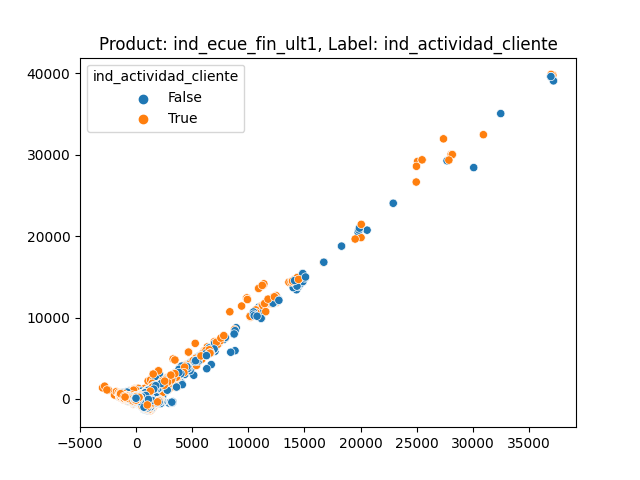 Product: ind_ecue_fin_ult1, Label: ind_actividad_cliente
ind_actividad_cliente
False
True
40000
30000
20000
10000
0
−5000 0 5000 10000 15000 20000 25000 30000 35000